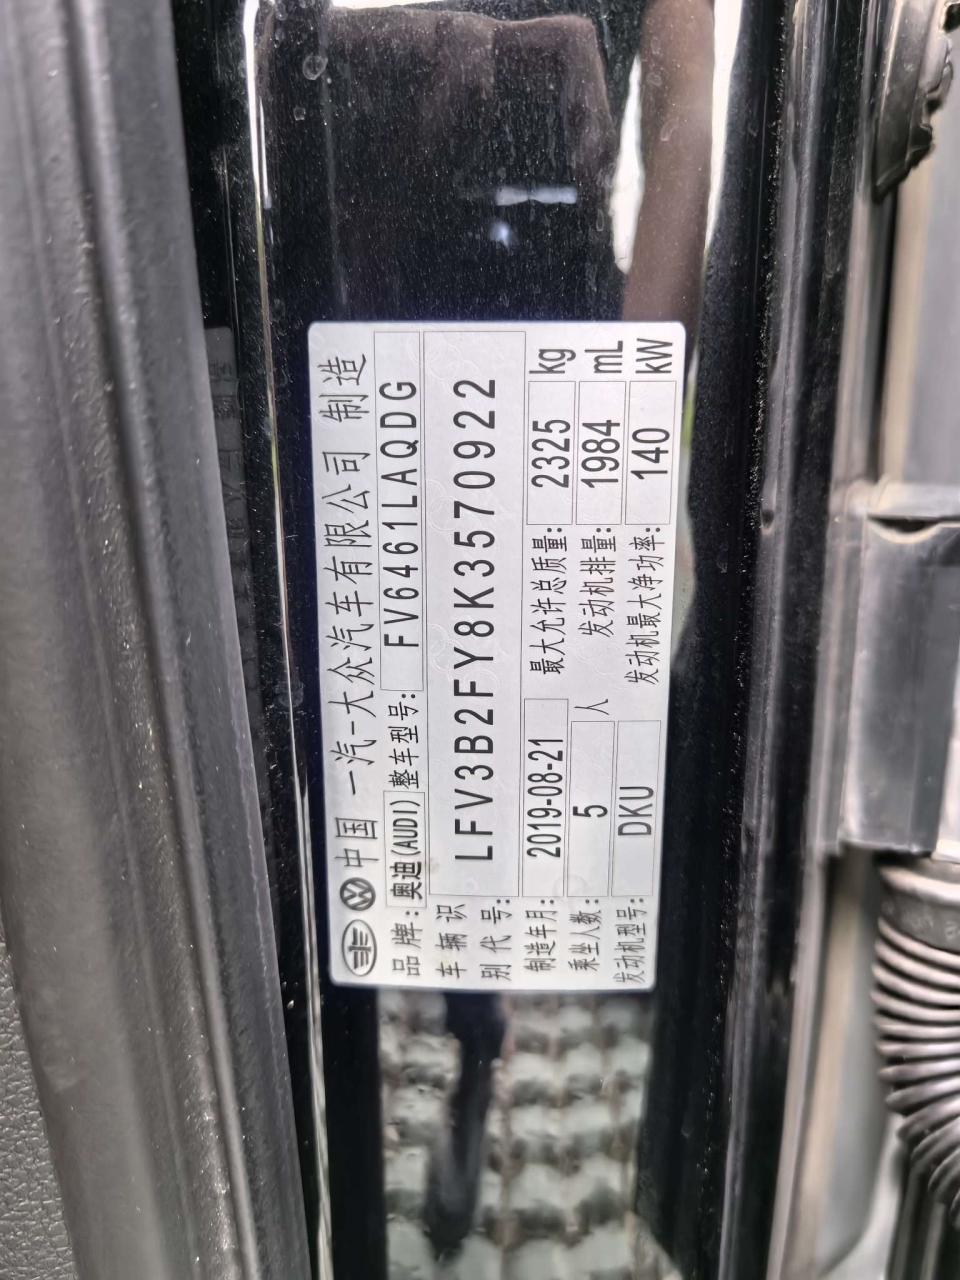 中国 一汽-大众汽车有限公司 制造
品牌: 奥迪(AUDI) 整车型号: FV6461LAQDG
车辆识别代号: LFV3B2FY8K3570922
制造年月: 2019-08-21 最大允许总质量: 2325 kg
乘坐人数: 5 人 发动机排量: 1984 mL
发动机型号: DKU 发动机最大净功率: 140 kW